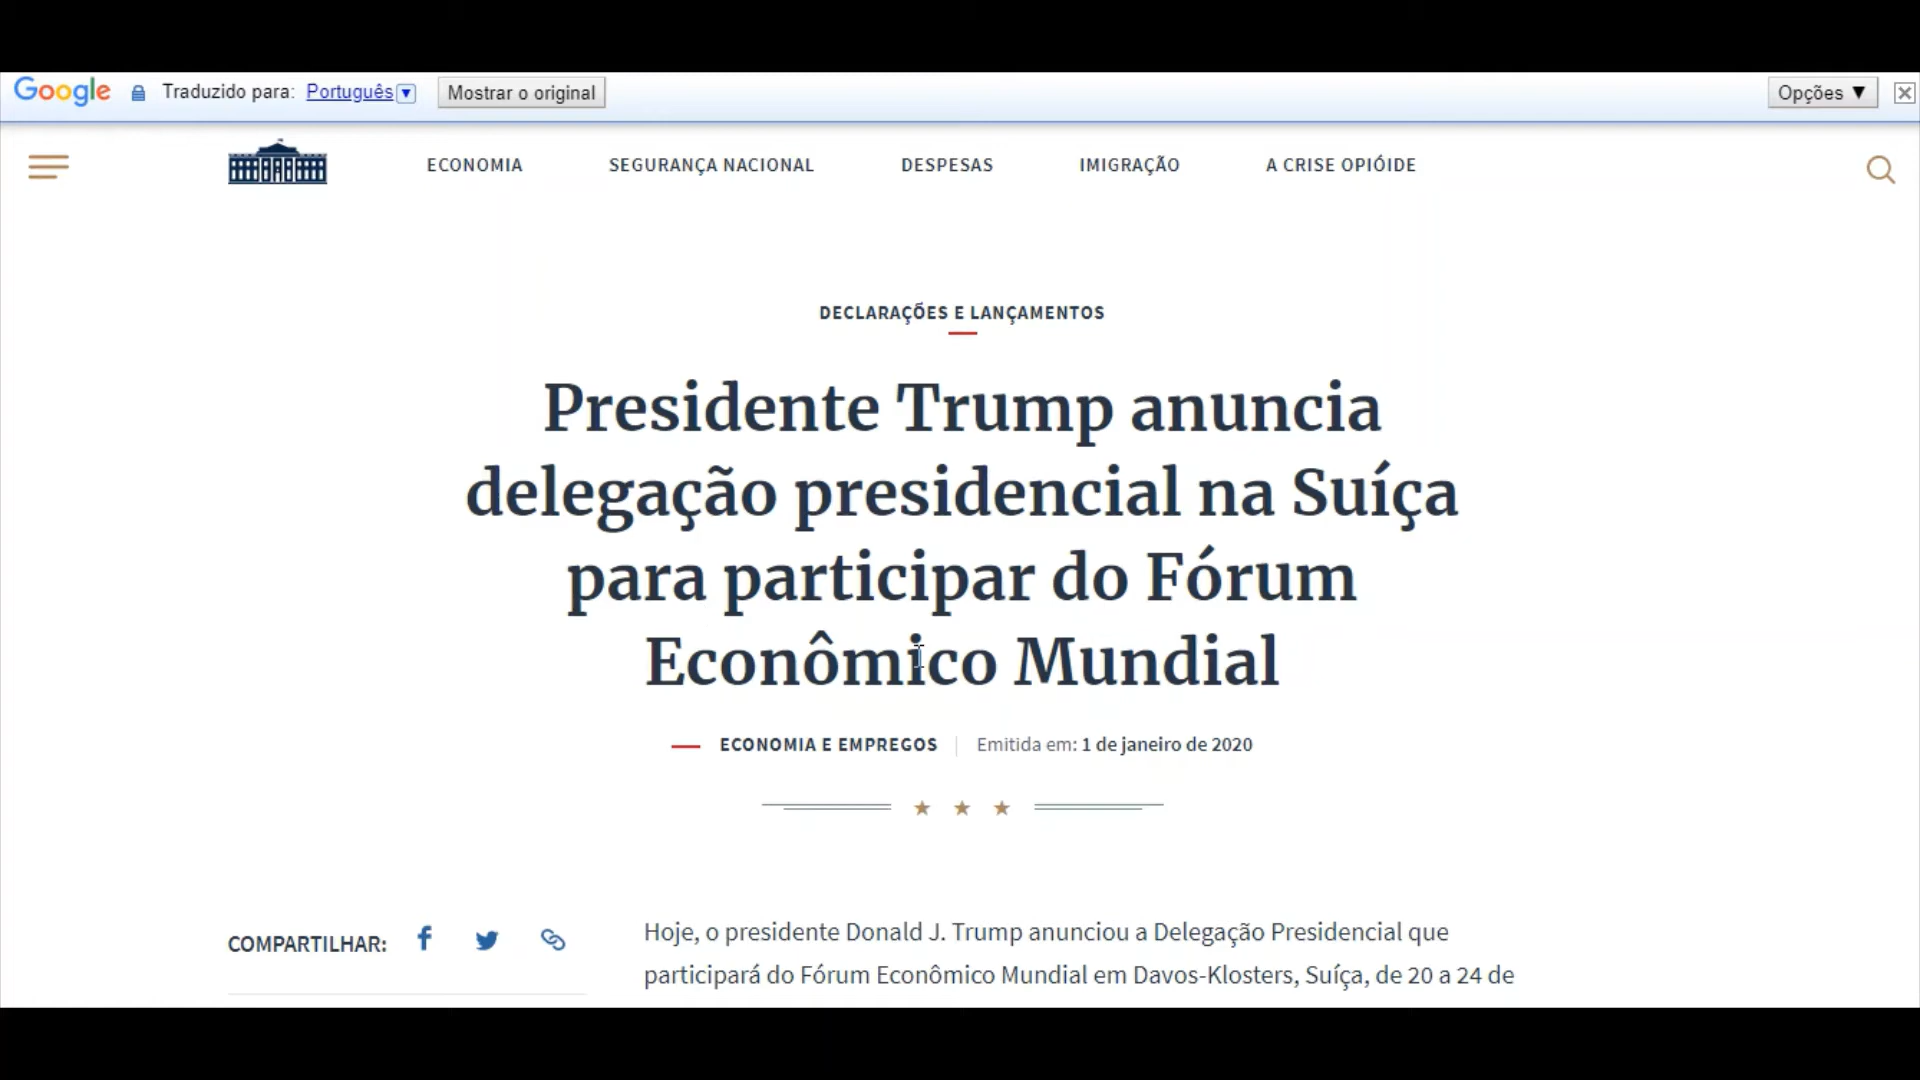 Google Traduzido para: Português▼ Mostrar o original Opções ▼
ECONOMIA SEGURANÇA NACIONAL DESPESAS IMIGRAÇÃO A CRISE OPIÓIDE
DECLARAÇÕES E LANÇAMENTOS
Presidente Trump anuncia
delegação presidencial na Suíça
para participar do Fórum
Econômico Mundial
ECONOMIA E EMPREGOS Emitida em: 1 de janeiro de 2020
COMPARTILHAR:
Hoje, o presidente Donald J. Trump anunciou a Delegação Presidencial que
participará do Fórum Econômico Mundial em Davos-Klosters, Suíça, de 20 a 24 de